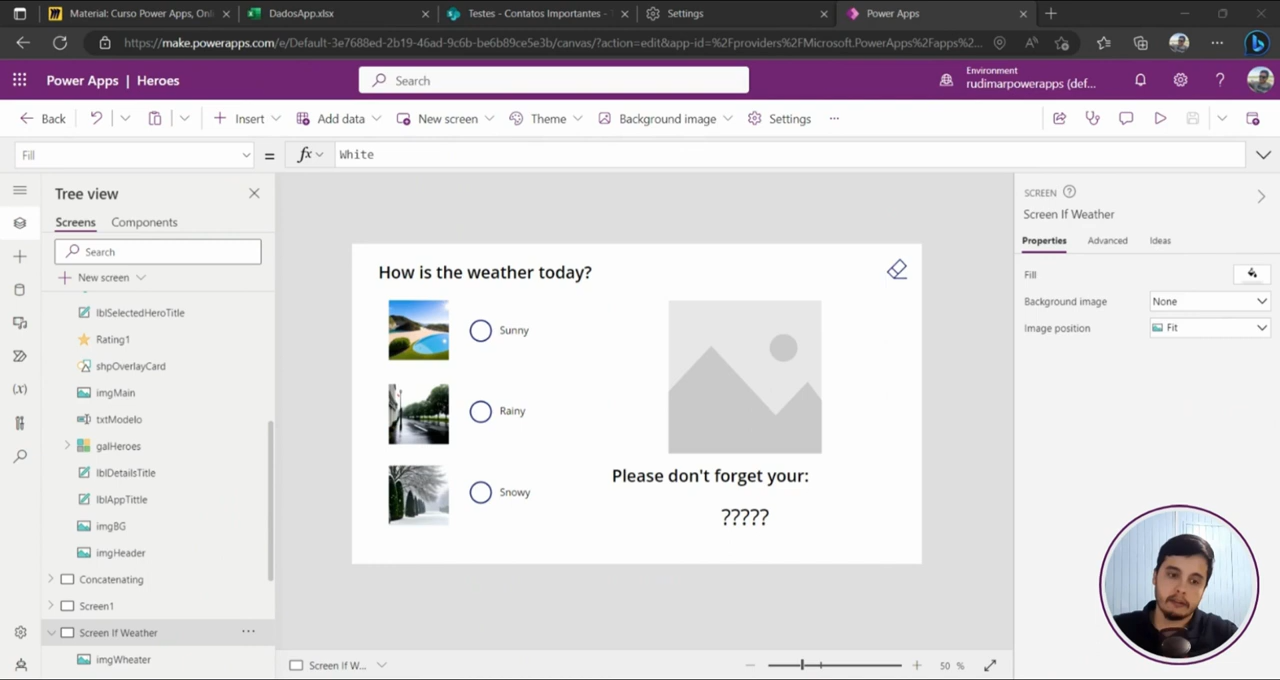 Material: Curso Power Apps, Onl
DadosApp.xlsx
Testes - Contatos Importantes -
Settings
Power Apps
https://make.powerapps.com/e/Default-3e7688ed-2b19-46ad-9c6b-be6b89ce5e3b/canvas/?action=edit&app-id=%2Fproviders%2FMicrosoft.PowerApps%2Fapps%2...
Power Apps | Heroes
Search
Environment
rudimarpowerapps (def...
Back
Insert
Add data
New screen
Theme
Background image
Settings
Fill
=
fx
White
Tree view
Screens
Components
Search
New screen
lblSelectedHeroTitle
Rating1
shpOverlayCard
imgMain
txtModelo
galHeroes
lblDetailsTitle
lblAppTittle
imgBG
imgHeader
Concatenating
Screen1
Screen If Weather
imgWheater
How is the weather today?
Sunny
Rainy
Snowy
Please don't forget your:
?????
Screen If W...
50 %
SCREEN
Screen If Weather
Properties
Advanced
Ideas
Fill
Background image
None
Image position
Fit